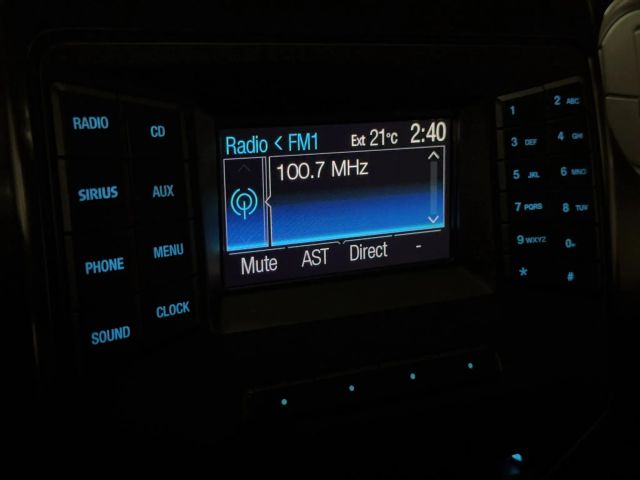 RADIO
CD
SIRIUS
AUX
PHONE
MENU
SOUND
CLOCK
Radio < FM1 Ext 21°C 2:40
100.7 MHz
Mute AST Direct -
1
2 ABC
3 DEF
4 GHI
5 JKL
6 MNO
7 PQRS
8 TUV
9 WXYZ
0
*
#